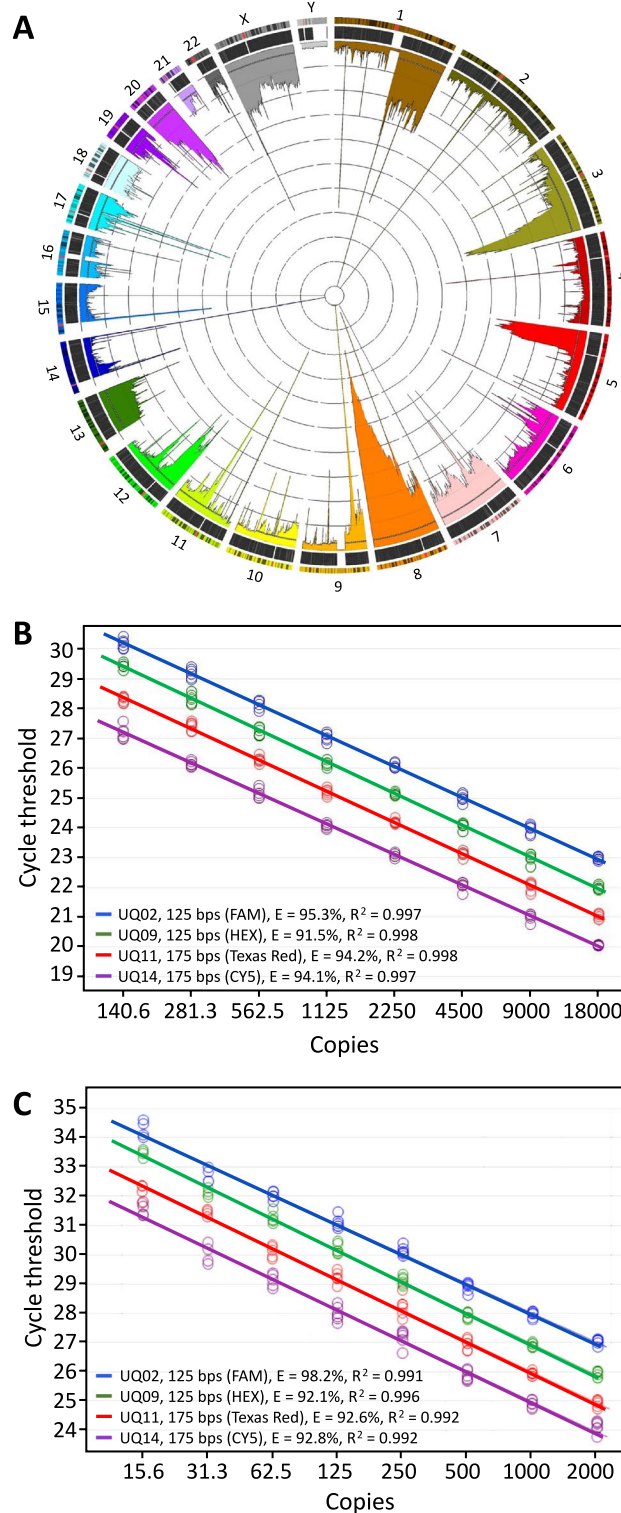 A
X
Y
1
2
3
5
6
7
8
9
10
11
12
13
14
15
16
17
18
19
20
21
22
B
30
29
28
27
26
25
24
23
22
21
20
19
Cycle threshold
UQ02, 125 bps (FAM), E = 95.3%, R² = 0.997
UQ09, 125 bps (HEX), E = 91.5%, R² = 0.998
UQ11, 175 bps (Texas Red), E = 94.2%, R² = 0.998
UQ14, 175 bps (CY5), E = 94.1%, R² = 0.997
140.6 281.3 562.5 1125 2250 4500 9000 18000
Copies
C
35
34
33
32
31
30
29
28
27
26
25
24
Cycle threshold
UQ02, 125 bps (FAM), E = 98.2%, R² = 0.991
UQ09, 125 bps (HEX), E = 92.1%, R² = 0.996
UQ11, 175 bps (Texas Red), E = 92.6%, R² = 0.992
UQ14, 175 bps (CY5), E = 92.8%, R² = 0.992
15.6 31.3 62.5 125 250 500 1000 2000
Copies